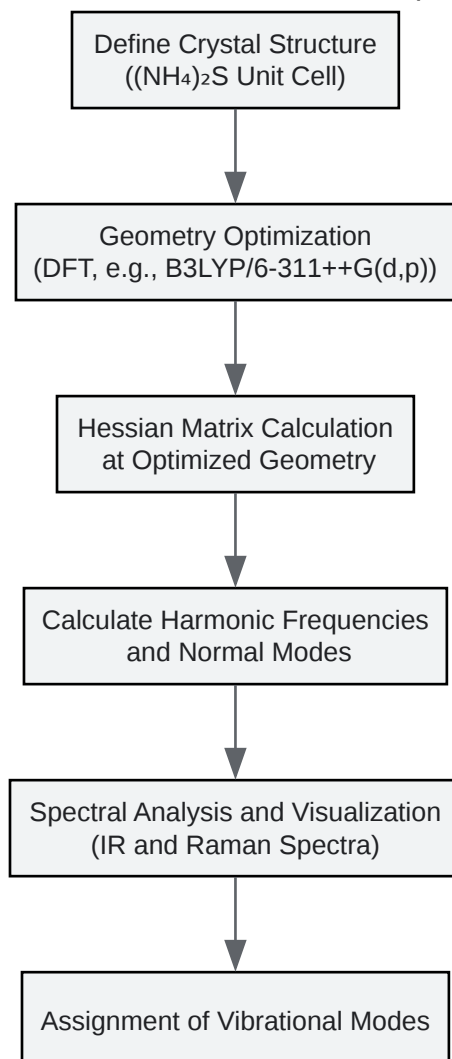 Define Crystal Structure
((NH₄)₂S Unit Cell)
Geometry Optimization
(DFT, e.g., B3LYP/6-311++G(d,p))
Hessian Matrix Calculation
at Optimized Geometry
Calculate Harmonic Frequencies
and Normal Modes
Spectral Analysis and Visualization
(IR and Raman Spectra)
Assignment of Vibrational Modes